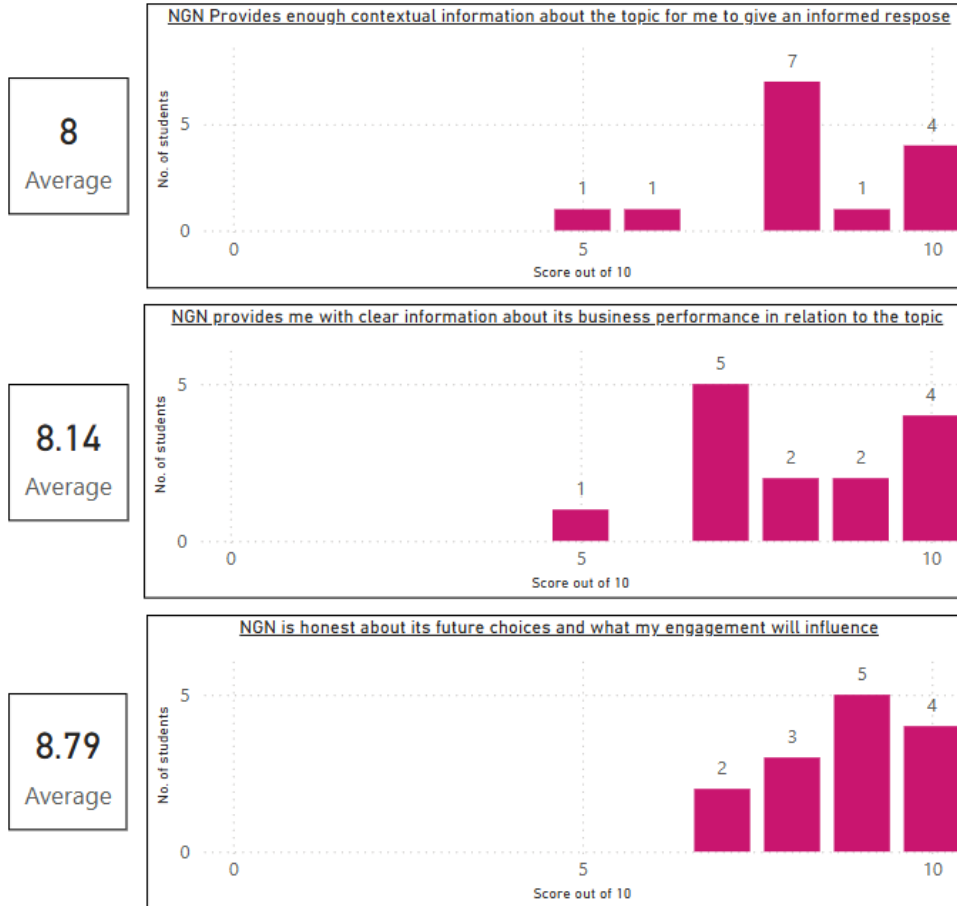 NGN Provides enough contextual information about the topic for me to give an informed respose
8
Average
No. of students
5
0
1
1
7
1
4
0
5
10
Score out of 10
NGN provides me with clear information about its business performance in relation to the topic
8.14
Average
No. of students
5
0
1
5
2
2
4
0
5
10
Score out of 10
NGN is honest about its future choices and what my engagement will influence
8.79
Average
No. of students
5
0
2
3
5
4
0
5
10
Score out of 10